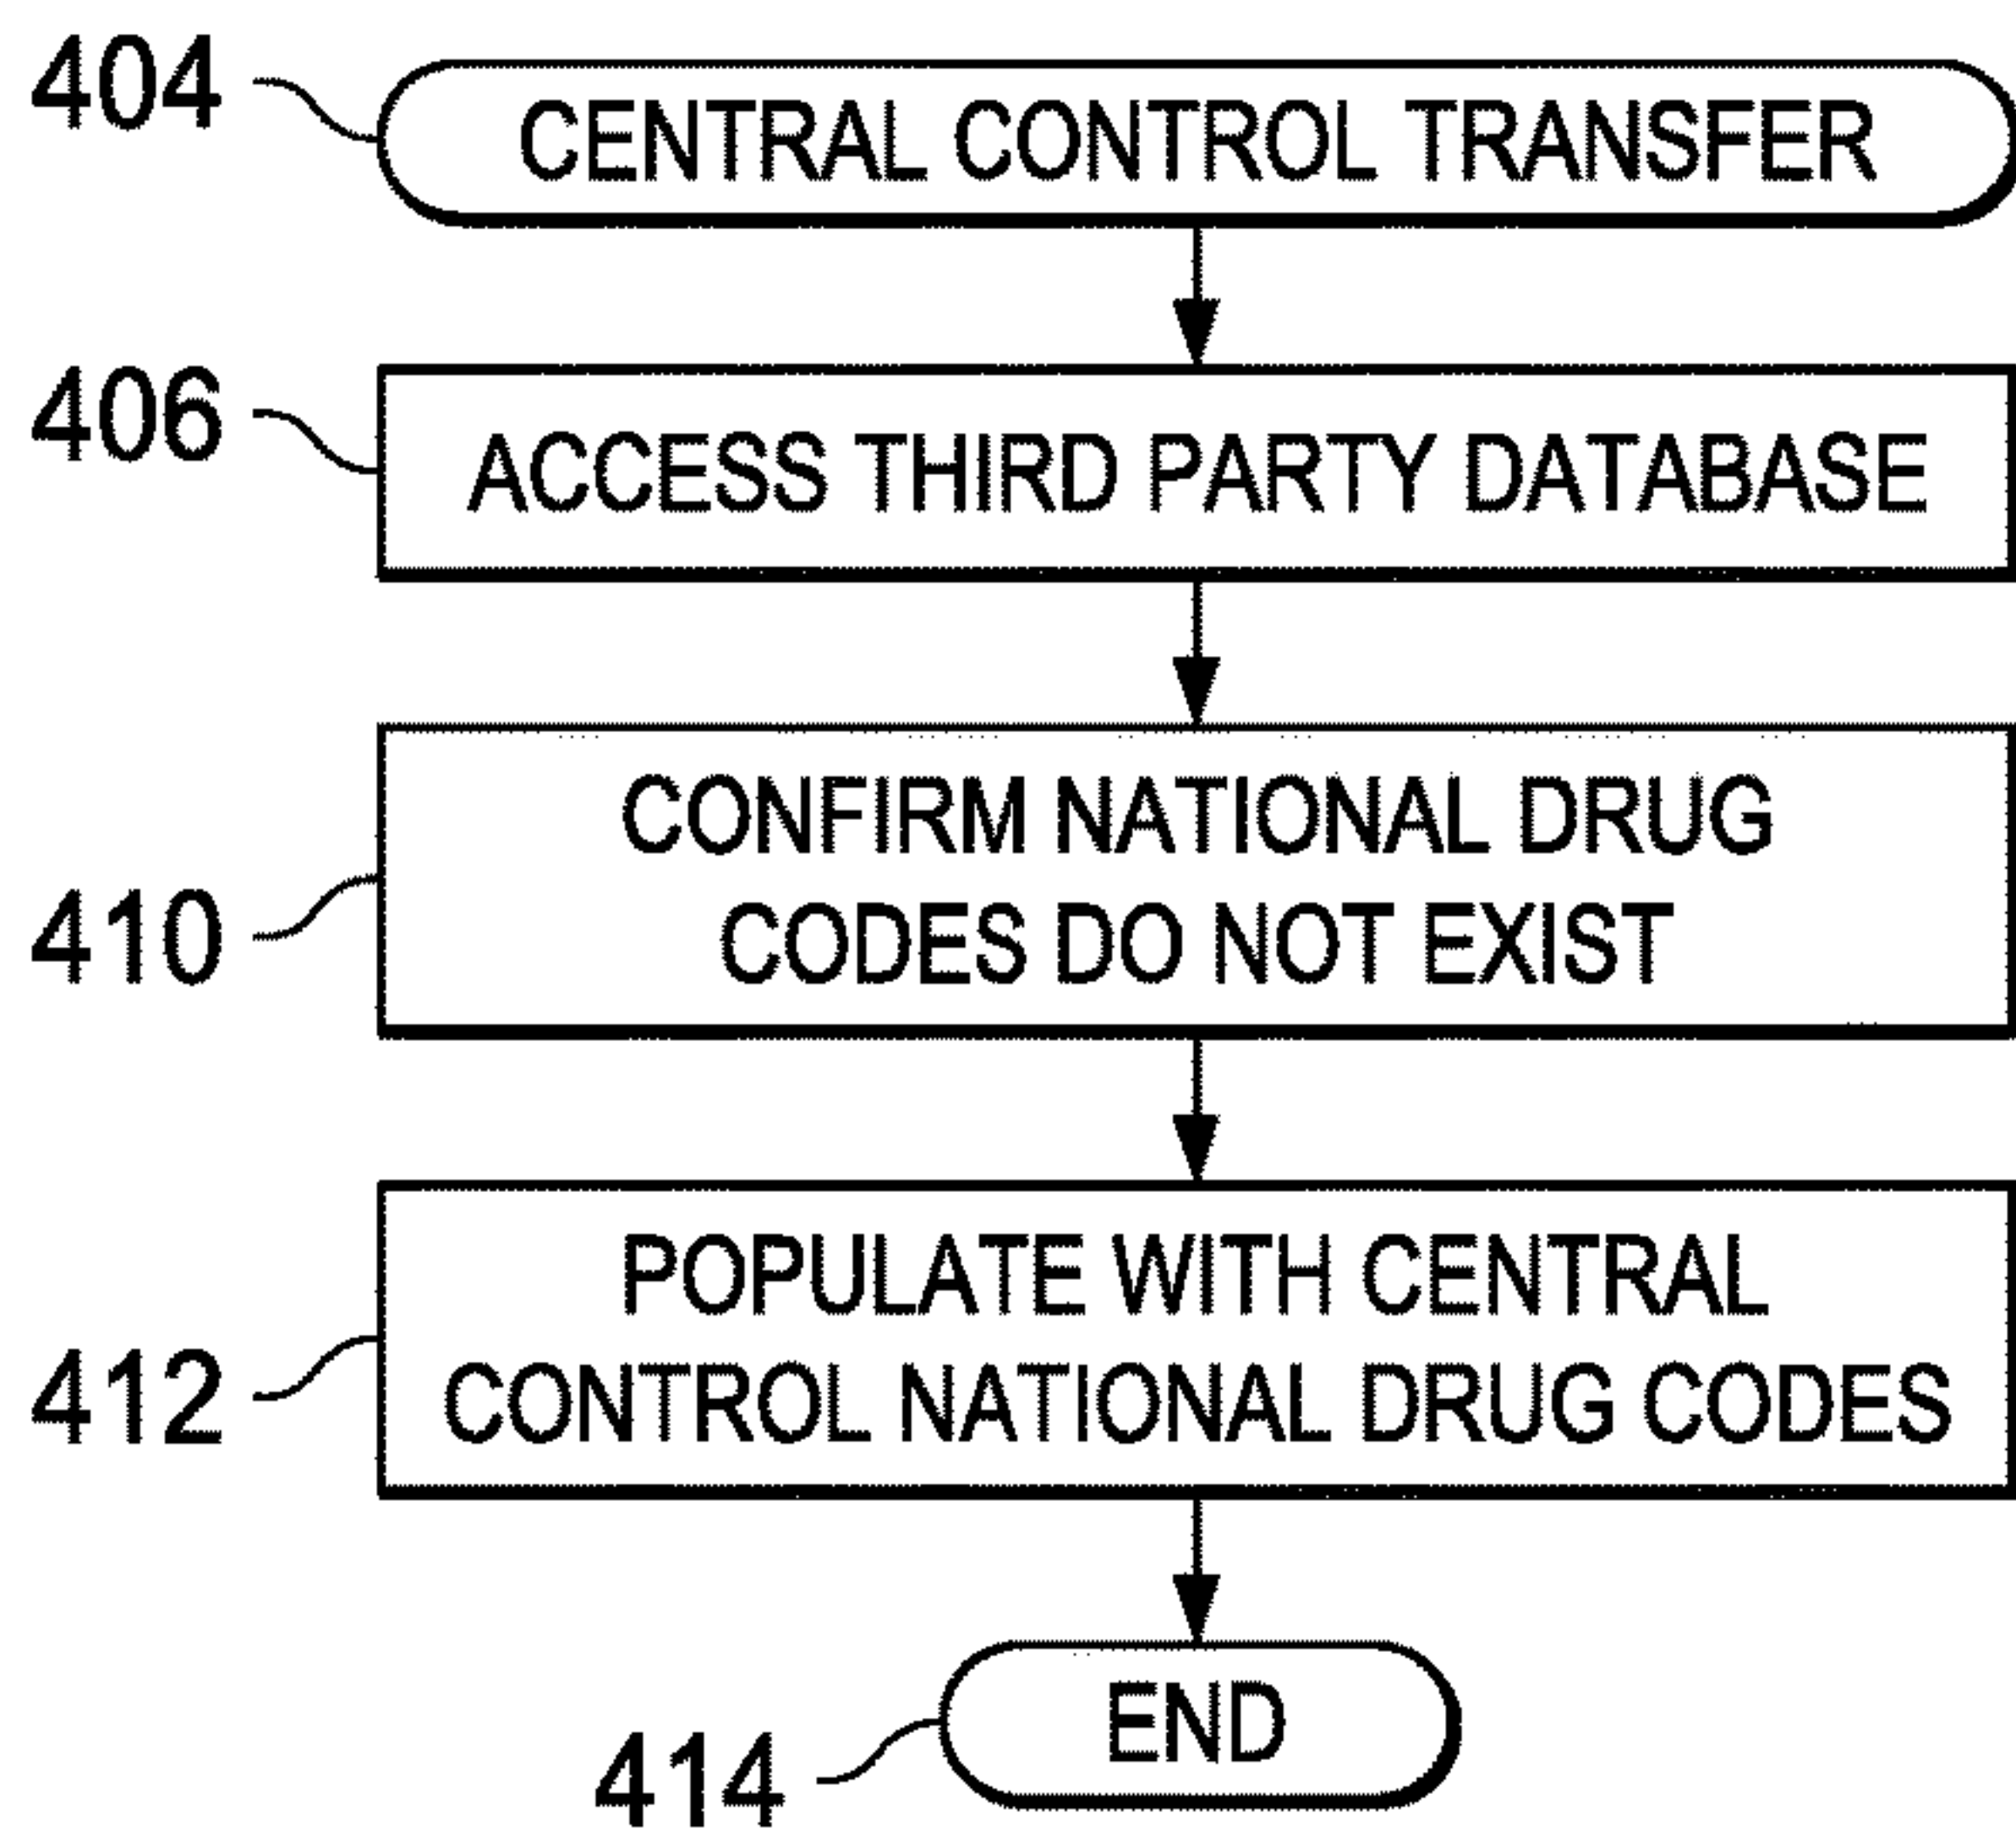 404
CENTRAL CONTROL TRANSFER
406
ACCESS THIRD PARTY DATABASE
410
CONFIRM NATIONAL DRUG
CODES DO NOT EXIST
412
POPULATE WITH CENTRAL
CONTROL NATIONAL DRUG CODES
414
END